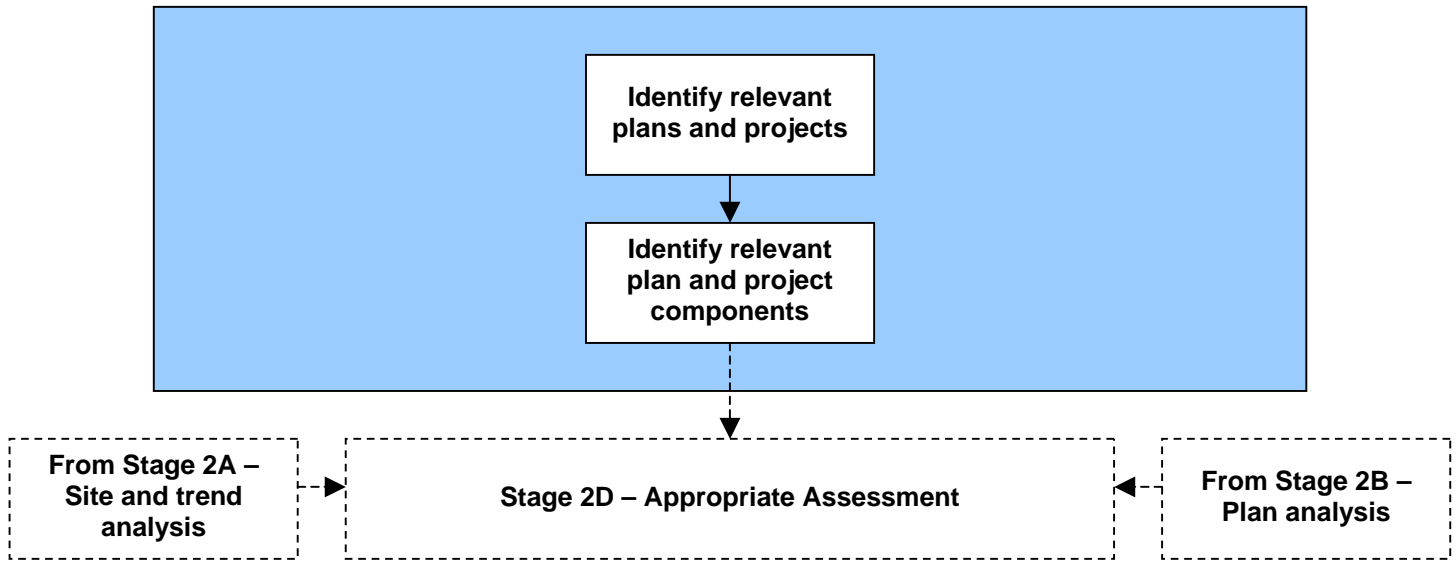 Identify relevant
plans and projects
Identify relevant
plan and project
components
From Stage 2A –
Site and trend
analysis
Stage 2D – Appropriate Assessment
From Stage 2B –
Plan analysis